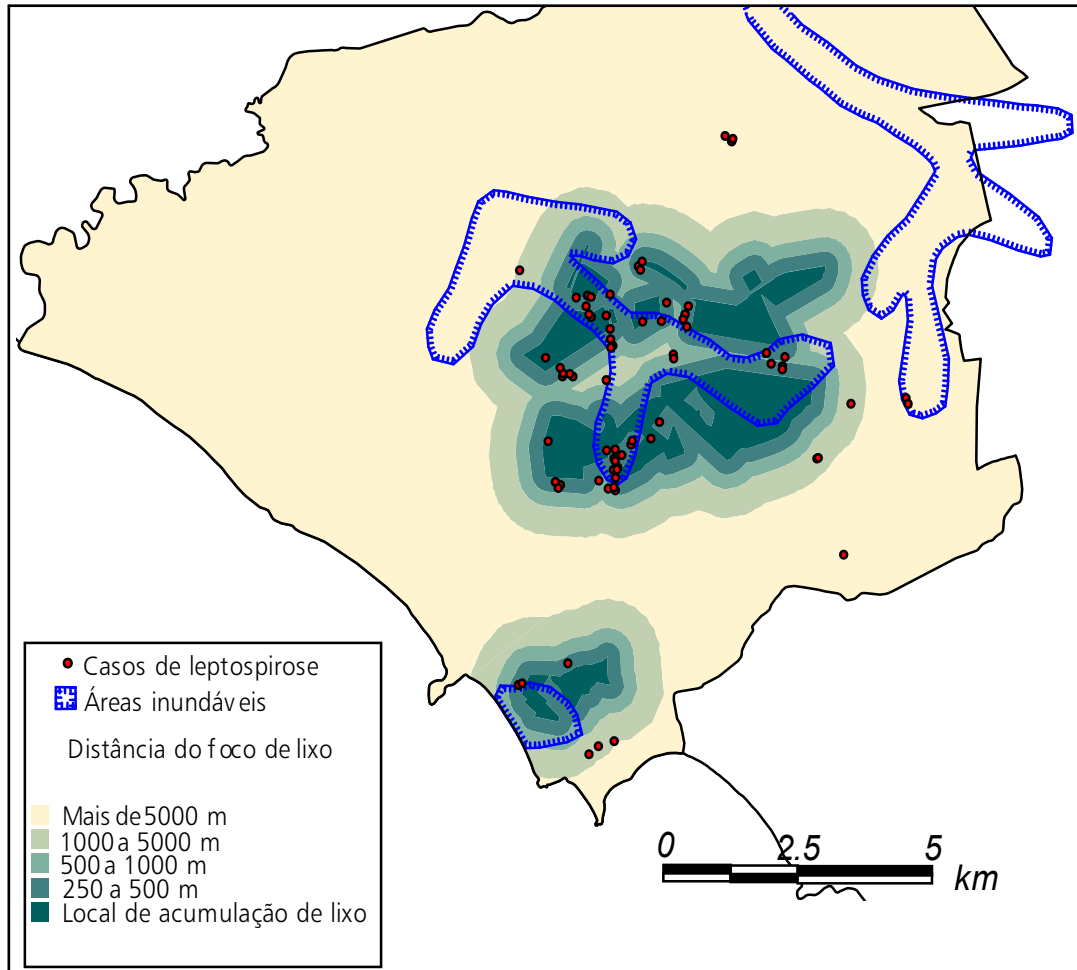 Casos de leptospirose
Áreas inundáveis
Distância do foco de lixo
Mais de 5000 m
1000 a 5000 m
500 a 1000 m
250 a 500 m
Local de acumulação de lixo
0 2.5 5
km